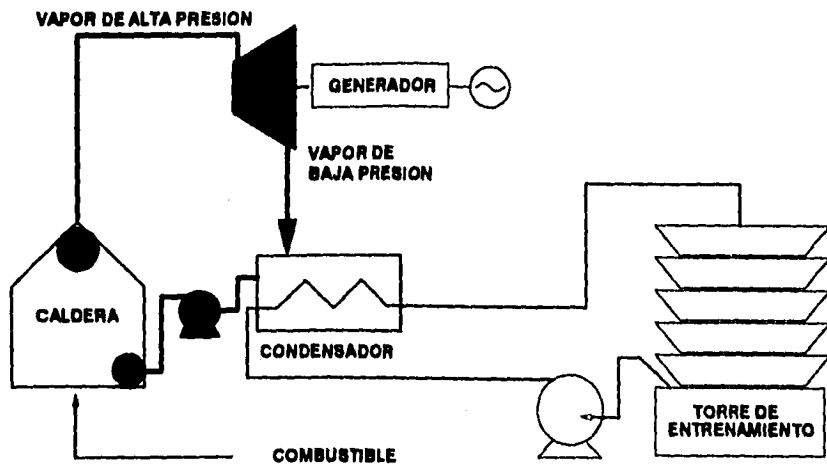 VAPOR DE ALTA PRESION
GENERADOR
VAPOR DE
BAJA PRESION
CALDERA
CONDENSADOR
TORRE DE
ENTRENAMIENTO
COMBUSTIBLE